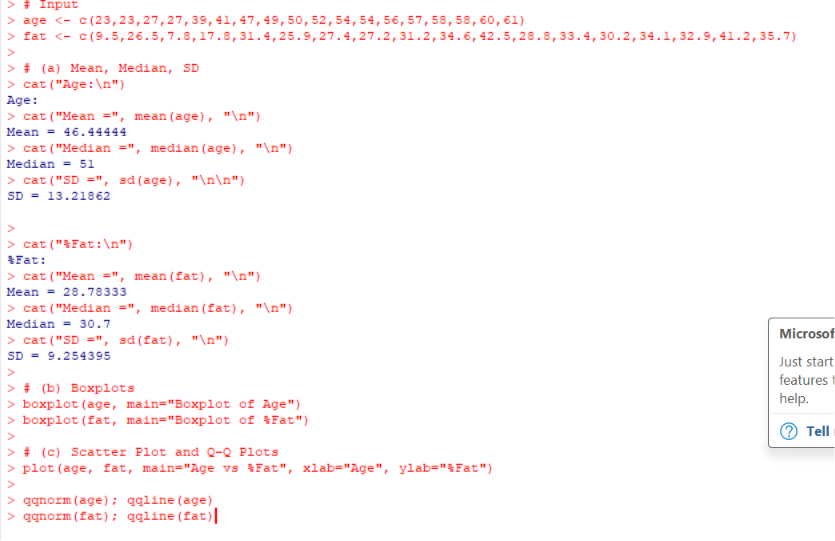 > # Input
> age <- c(23,23,27,27,39,41,47,49,50,52,54,54,56,57,58,58,60,61)
> fat <- c(9.5,26.5,7.8,17.8,31.4,25.9,27.4,27.2,31.2,34.6,42.5,28.8,33.4,30.2,34.1,32.9,41.2,35.7)
>
> # (a) Mean, Median, SD
> cat("Age:\n")
Age:
> cat("Mean =", mean(age), "\n")
Mean = 46.44444
> cat("Median =", median(age), "\n")
Median = 51
> cat("SD =", sd(age), "\n\n")
SD = 13.21862

>
> cat("%Fat:\n")
%Fat:
> cat("Mean =", mean(fat), "\n")
Mean = 28.78333
> cat("Median =", median(fat), "\n")
Median = 30.7
> cat("SD =", sd(fat), "\n")
SD = 9.254395
>
> # (b) Boxplots
> boxplot(age, main="Boxplot of Age")
> boxplot(fat, main="Boxplot of %Fat")
>
> # (c) Scatter Plot and Q-Q Plots
> plot(age, fat, main="Age vs %Fat", xlab="Age", ylab="%Fat")
>
> qqnorm(age); qqline(age)
> qqnorm(fat); qqline(fat)
Microsof
Just start
features f
help.
Tell